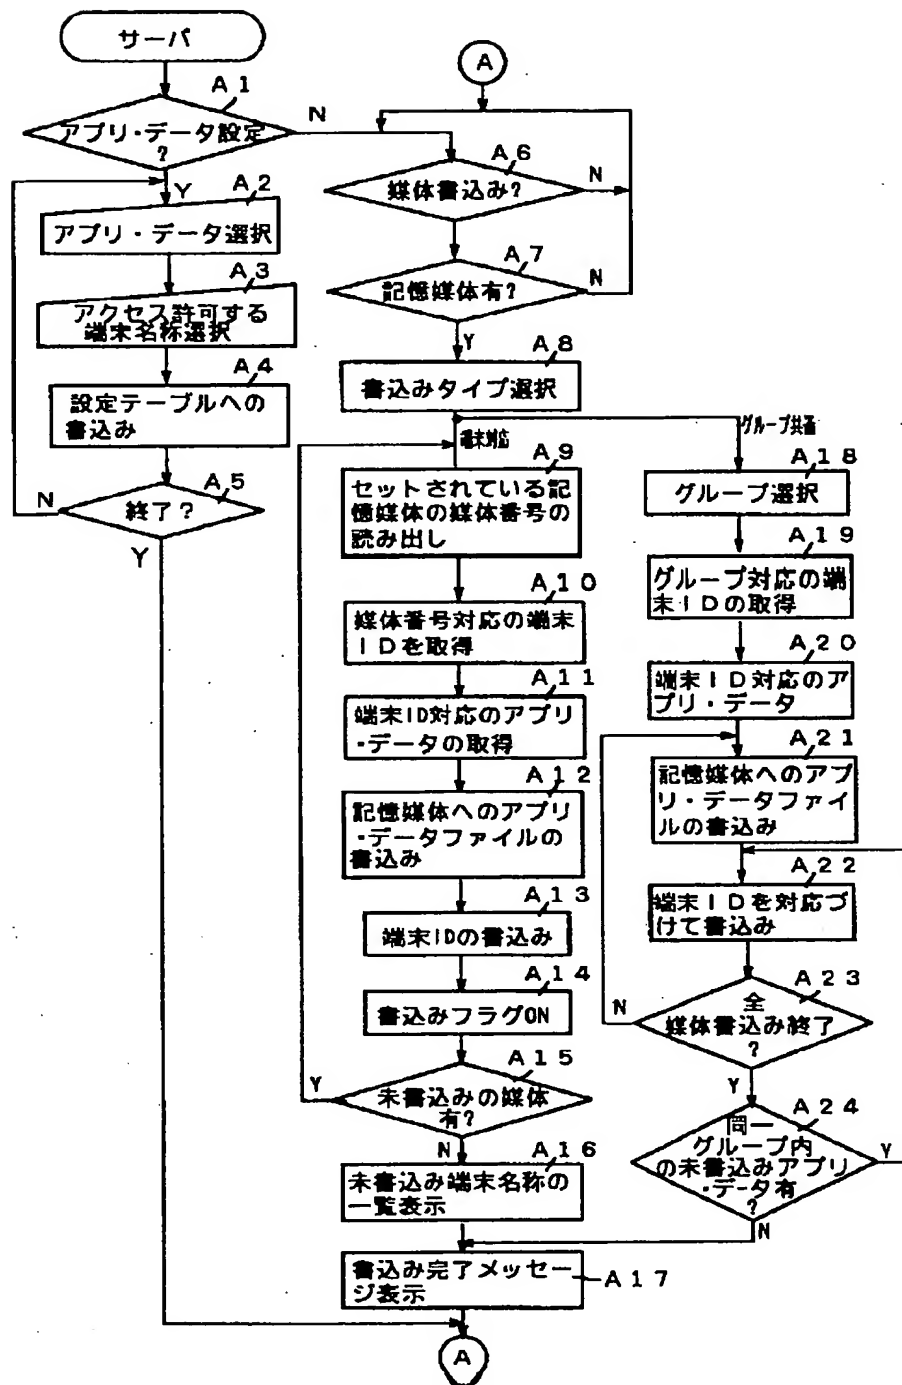 サーバ
A1
アプリ・データ設定
?
N
Y
A2
アプリ・データ選択
A3
アクセス許可する
端末名称選択
A4
設定テーブルへの
書込み
A5
終了?
N
Y
A
A6
媒体書込み?
N
A7
記憶媒体有?
N
Y
A8
書込みタイプ選択
端末対応
グループ共通
A9
セットされている記
憶媒体の媒体番号の
読み出し
A10
媒体番号対応の端末
IDを取得
A11
端末ID対応のアプリ
・データの取得
A12
記憶媒体へのアプリ
・データファイルの
書込み
A13
端末IDの書込み
A14
書込みフラグON
A15
未書込みの媒体
有?
Y
N
A16
未書込み端末名称の
一覧表示
書込み完了メッセー
ジ表示
A17
A
A18
グループ選択
A19
グループ対応の端
末IDの取得
A20
端末ID対応のア
プリ・データ
A21
記憶媒体へのアプ
リ・データファイ
ルの書込み
A22
端末IDを対応づ
けて書込み
A23
全
媒体書込み終了
?
N
Y
A24
同一
グループ内
の未書込みアプリ
・データ有
?
Y
N